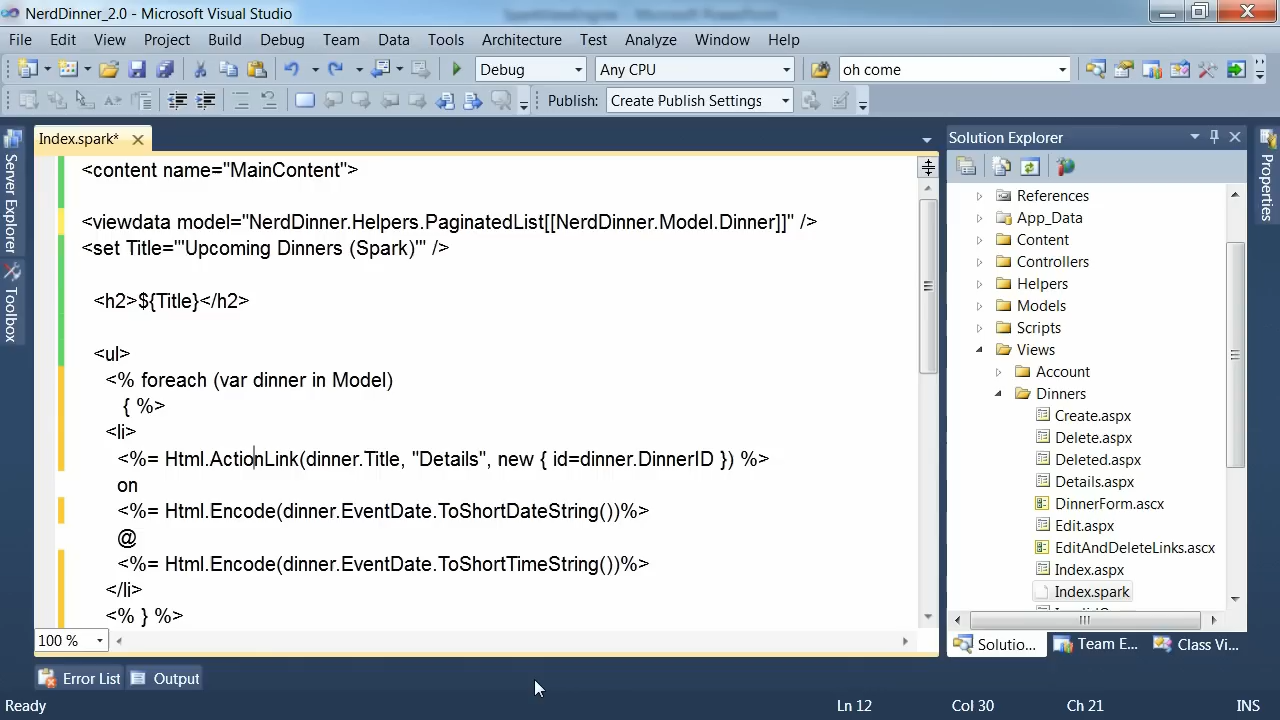 NerdDinner_2.0 - Microsoft Visual Studio
File Edit View Project Build Debug Team Data Tools Architecture Test Analyze Window Help
Debug Any CPU oh come
Publish: Create Publish Settings
Server Explorer
Toolbox
Index.spark*
<content name="MainContent">
<viewdata model="NerdDinner.Helpers.PaginatedList[[NerdDinner.Model.Dinner]]" />
<set Title="'Upcoming Dinners (Spark)'" />
<h2>${Title}</h2>
<ul>
<% foreach (var dinner in Model)
{ %>
<li>
<%= Html.ActionLink(dinner.Title, "Details", new { id=dinner.DinnerID }) %>
on
<%= Html.Encode(dinner.EventDate.ToShortDateString())%>
@
<%= Html.Encode(dinner.EventDate.ToShortTimeString())%>
</li>
<% } %>
100 %
Solution Explorer
References
App_Data
Content
Controllers
Helpers
Models
Scripts
Views
Account
Dinners
Create.aspx
Delete.aspx
Deleted.aspx
Details.aspx
DinnerForm.ascx
Edit.aspx
EditAndDeleteLinks.ascx
Index.aspx
Index.spark
Solutio... Team E... Class Vi...
Properties
Error List Output
Ready Ln 12 Col 30 Ch 21 INS